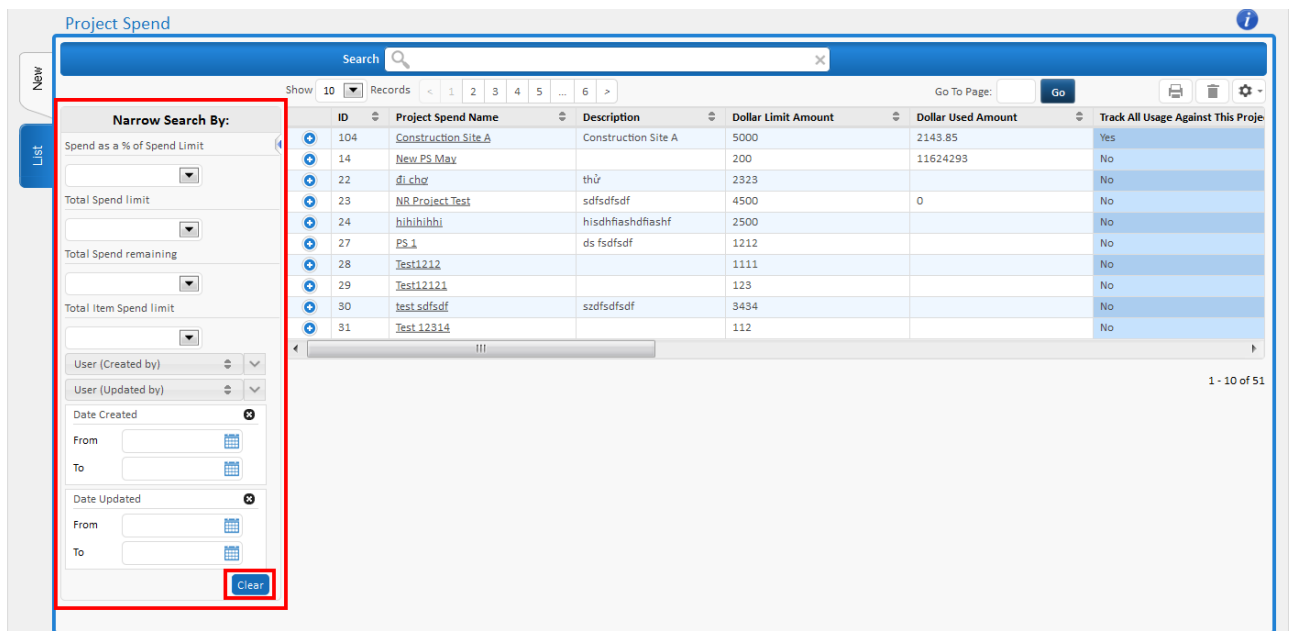 Project Spend
New
List
Search
Show 10 Records < 1 2 3 4 5 ... 6 > Go To Page: Go
Narrow Search By:
Spend as a % of Spend Limit
Total Spend limit
Total Spend remaining
Total Item Spend limit
User (Created by)
User (Updated by)
Date Created
From
To
Date Updated
From
To
Clear
ID Project Spend Name Description Dollar Limit Amount Dollar Used Amount Track All Usage Against This Proje
104 Construction Site A Construction Site A 5000 2143.85 Yes
14 New PS May 200 11624293 No
22 đi chợ thử 2323 No
23 NR Project Test sdfsdfsdf 4500 0 No
24 hihihihhi hisdhfiashdfiashf 2500 No
27 PS 1 ds fsdfsdf 1212 No
28 Test1212 1111 No
29 Test12121 123 No
30 test sdfsdf szdfsdfsdf 3434 No
31 Test 12314 112 No
1 - 10 of 51